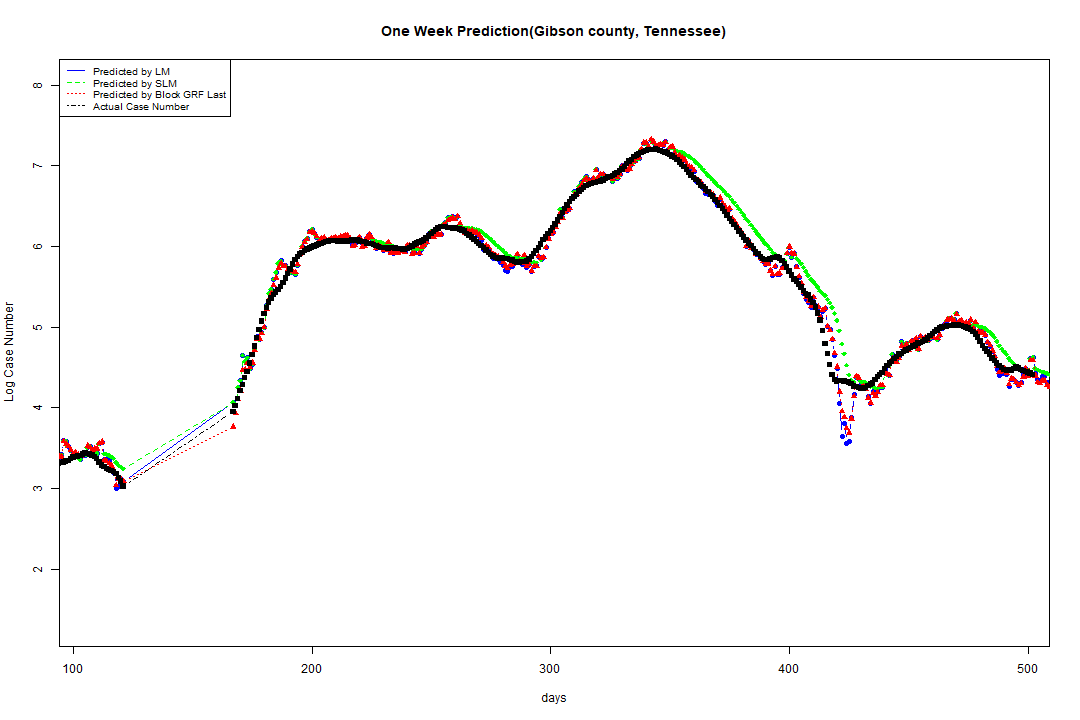 One Week Prediction(Gibson county, Tennessee)
Predicted by LM
Predicted by SLM
Predicted by Block GRF Last
Actual Case Number
8
7
6
5
4
3
2
Log Case Number
100 200 300 400 500
days